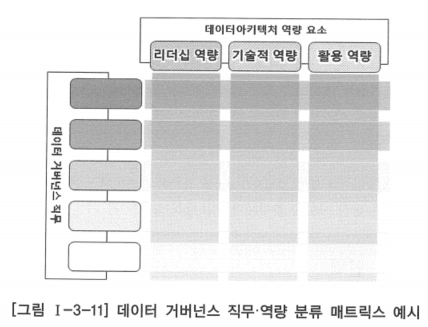 데이터아키텍처 역량 요소
리더십 역량 기술적 역량 활용 역량
데이터 거버넌스 직무
[그림 Ⅰ-3-11] 데이터 거버넌스 직무·역량 분류 매트릭스 예시